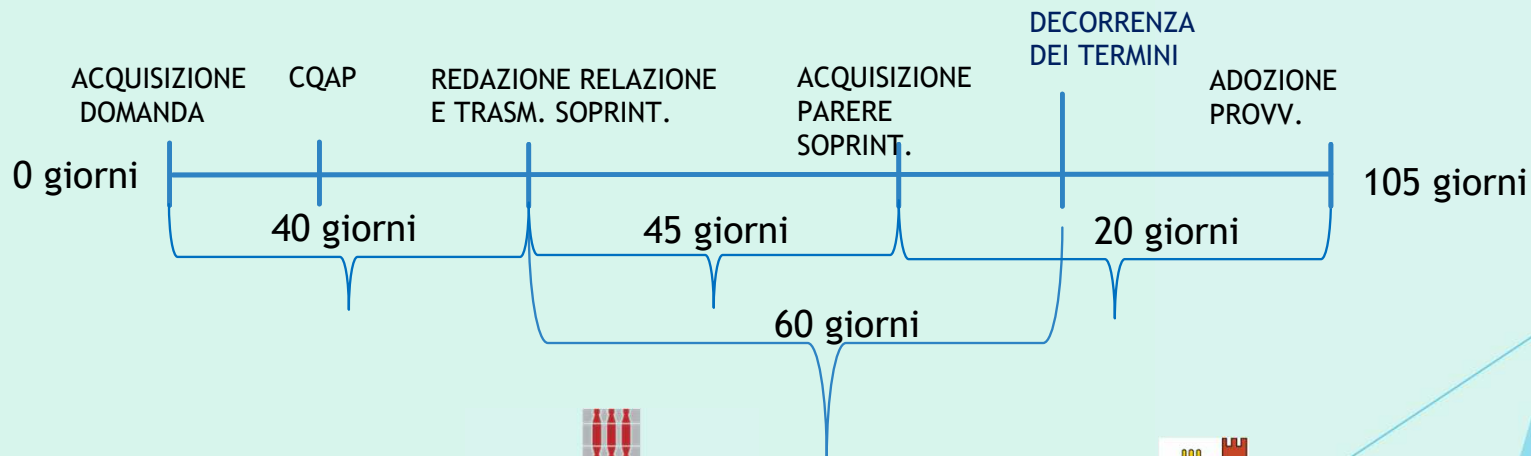 DECORRENZA
DEI TERMINI
ACQUISIZIONE
DOMANDA
CQAP
REDAZIONE RELAZIONE
E TRASM. SOPRINT.
ACQUISIZIONE
PARERE
SOPRINT.
ADOZIONE
PROVV.
0 giorni
105 giorni
40 giorni
45 giorni
20 giorni
60 giorni